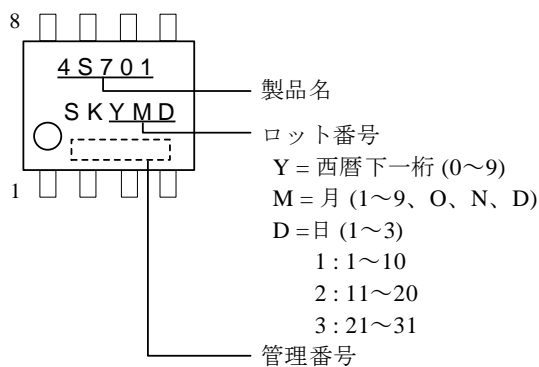 8
4S701
SKYMD
1
製品名
ロット番号
Y = 西暦下一桁 (0～9)
M = 月 (1～9、O、N、D)
D =日 (1～3)
1 : 1～10
2 : 11～20
3 : 21～31
管理番号